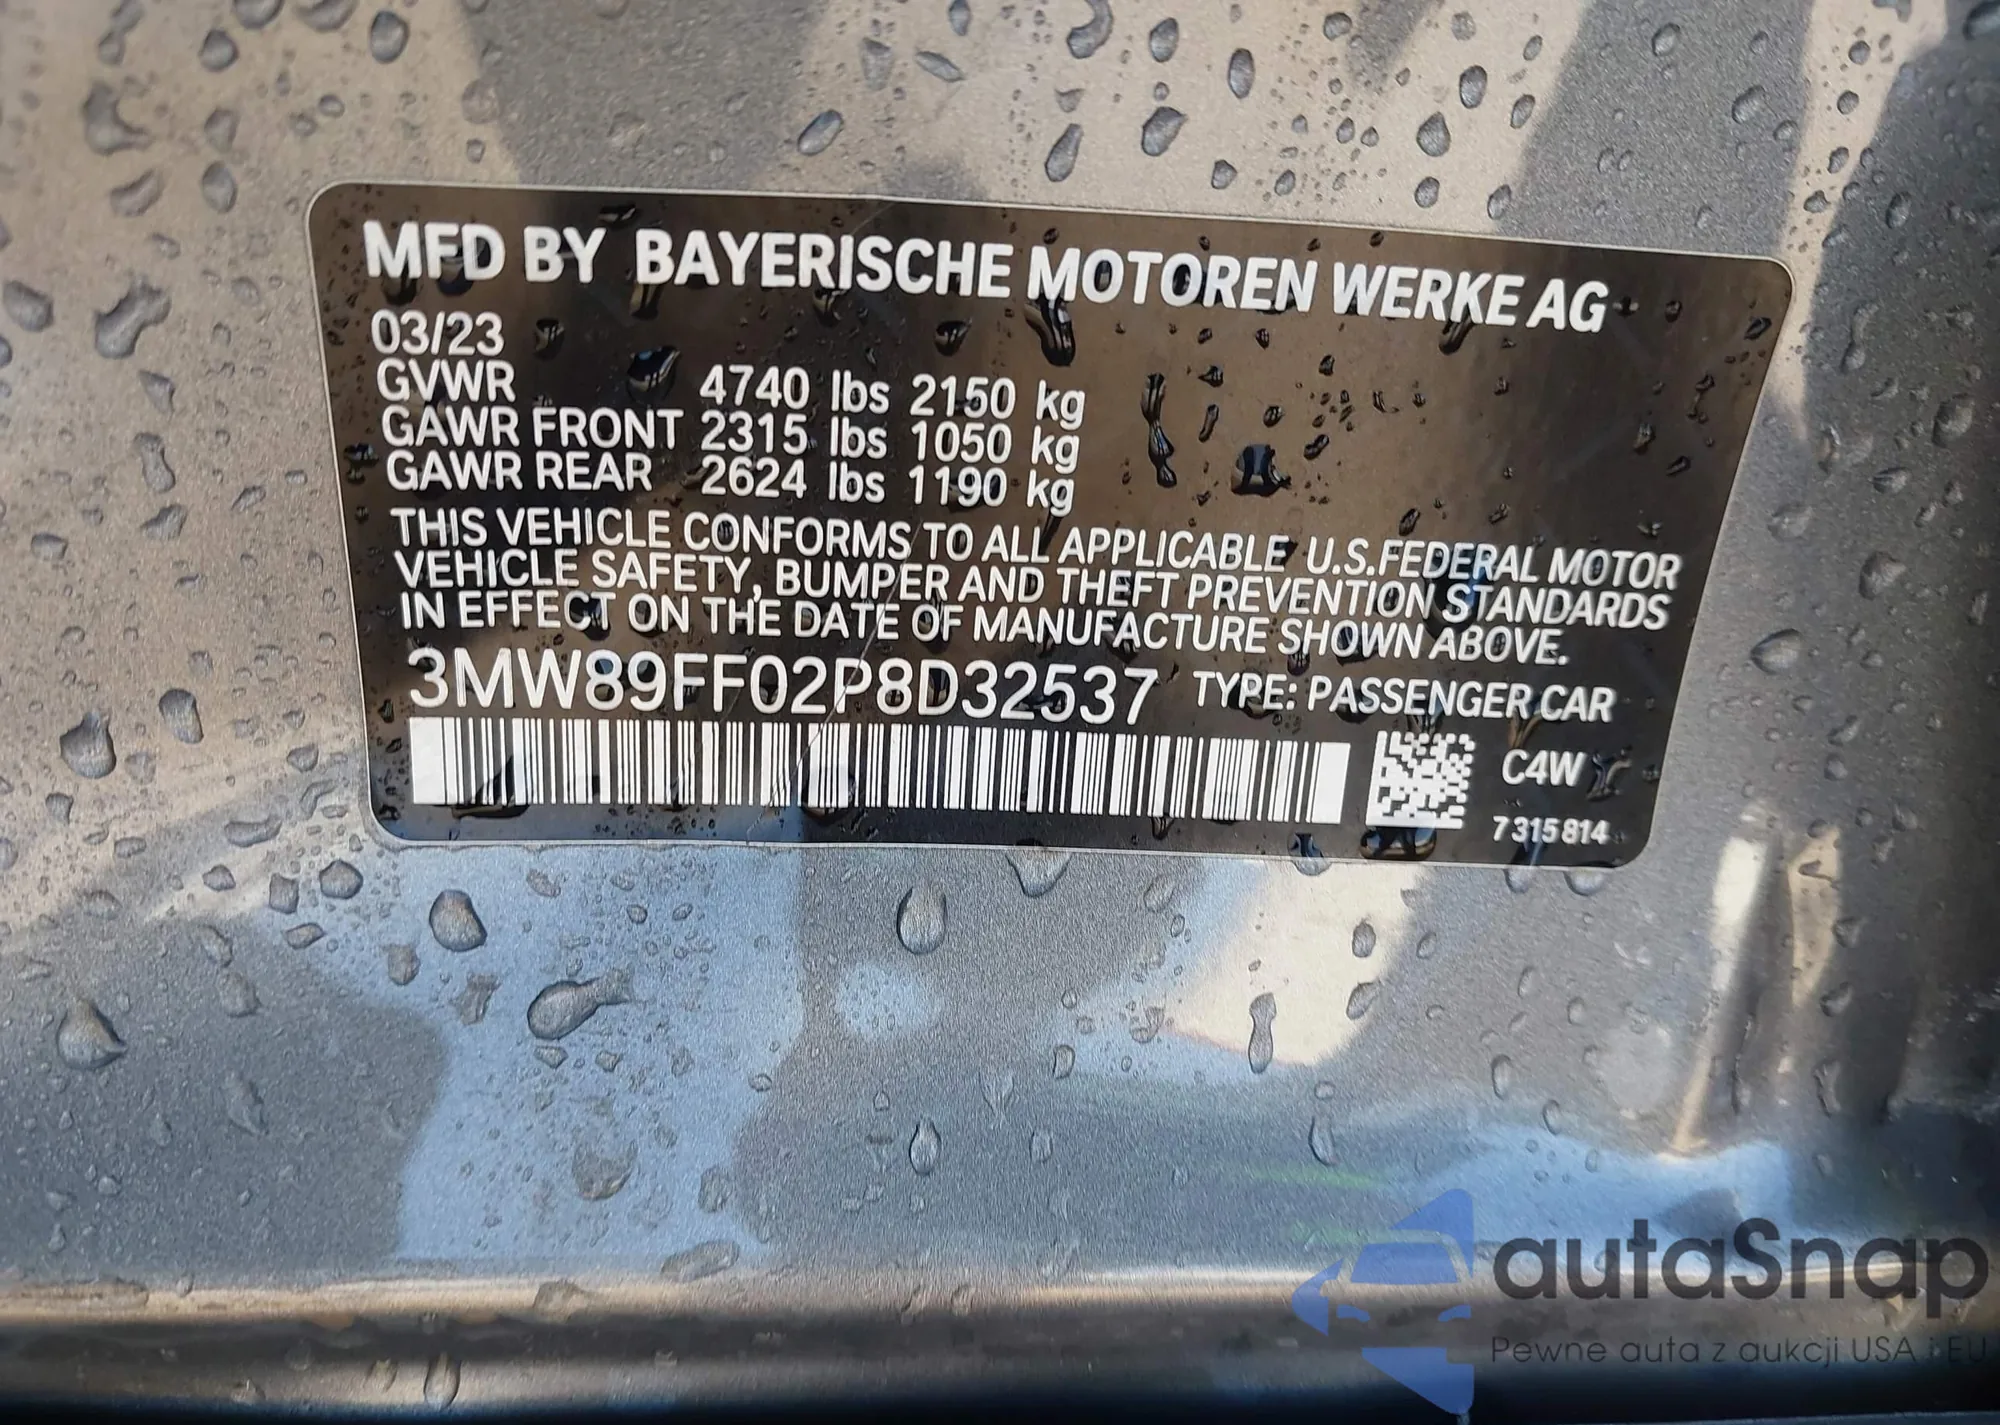 MFD BY BAYERISCHE MOTOREN WERKE AG
03/23
GVWR 4740 lbs 2150 kg
GAWR FRONT 2315 lbs 1050 kg
GAWR REAR 2624 lbs 1190 kg
THIS VEHICLE CONFORMS TO ALL APPLICABLE U.S.FEDERAL MOTOR
VEHICLE SAFETY, BUMPER AND THEFT PREVENTION STANDARDS
IN EFFECT ON THE DATE OF MANUFACTURE SHOWN ABOVE.
3MW89FF02P8D32537 TYPE: PASSENGER CAR
C4W
7315814
autaSnap
Pewne auta z aukcji USA i EU